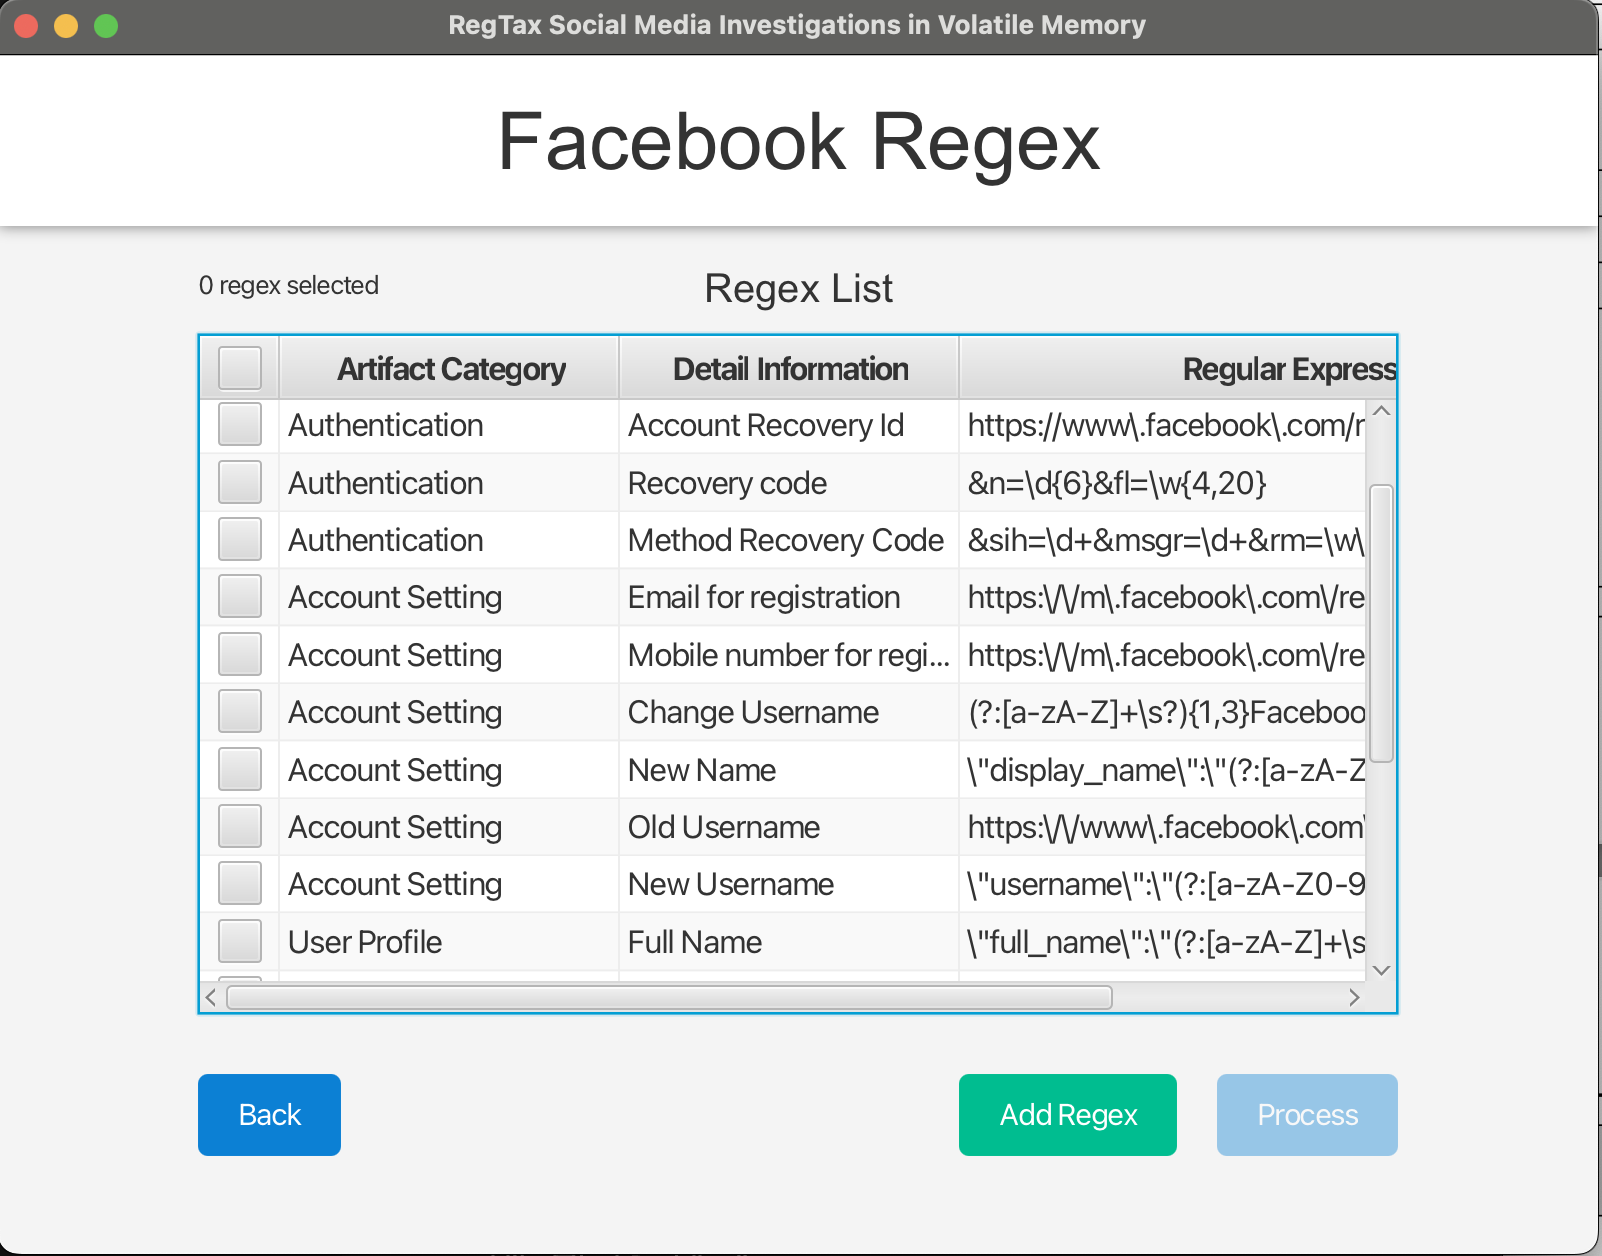 RegTax Social Media Investigations in Volatile Memory
Facebook Regex
0 regex selected
Regex List
Artifact Category Detail Information Regular Express
Authentication Account Recovery Id https://www\.facebook\.com/r
Authentication Recovery code &n=\d{6}&fl=\w{4,20}
Authentication Method Recovery Code &sih=\d+&msgr=\d+&rm=\w\
Account Setting Email for registration https:\/\/m\.facebook\.com\/re
Account Setting Mobile number for regi... https:\/\/m\.facebook\.com\/re
Account Setting Change Username (?:[a-zA-Z]+\s?){1,3}Faceboo
Account Setting New Name \"display_name\":\"(?:[a-zA-Z
Account Setting Old Username https:\/\/www\.facebook\.com\
Account Setting New Username \"username\":\"(?:[a-zA-Z0-9
User Profile Full Name \"full_name\":\"(?:[a-zA-Z]+\s
Back Add Regex Process